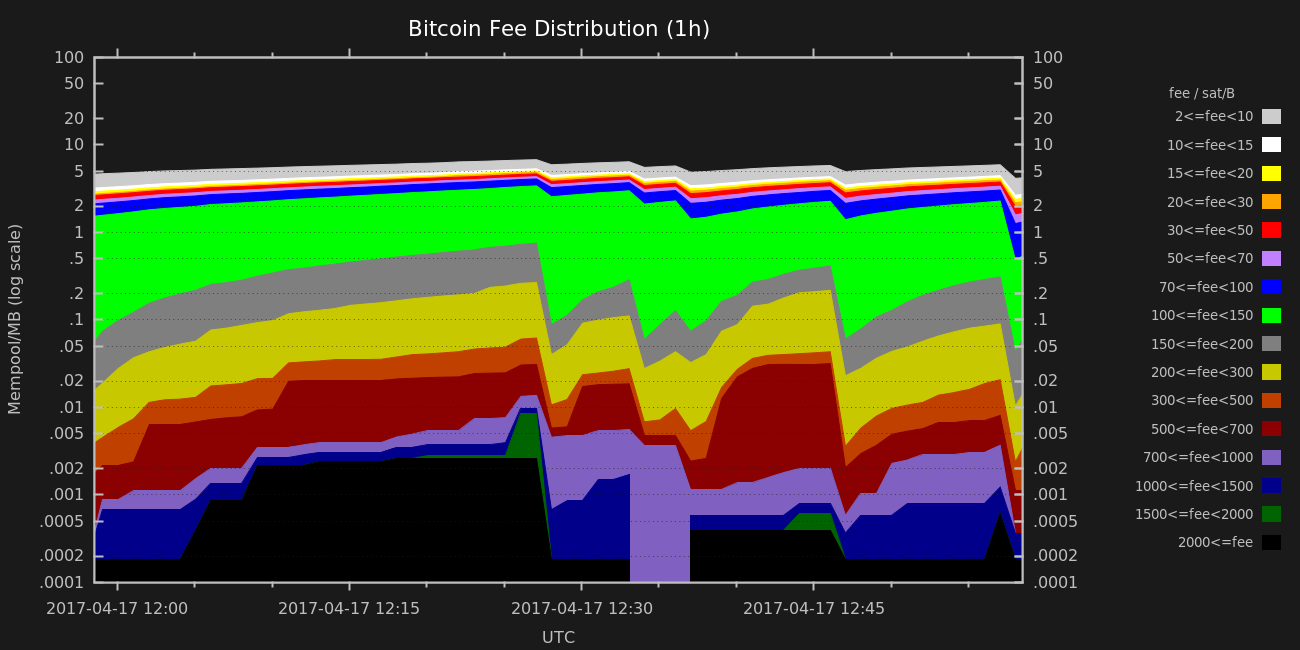 Bitcoin Fee Distribution (1h)
100 100
50 50
20 20
10 10
5 5
2 2
1 1
.5 .5
.2 .2
.1 .1
.05 .05
.02 .02
.01 .01
.005 .005
.002 .002
.001 .001
.0005 .0005
.0002 .0002
.0001 .0001
Mempool/MB (log scale)
2017-04-17 12:00 2017-04-17 12:15 2017-04-17 12:30 2017-04-17 12:45
UTC
fee / sat/B
2<=fee<10
10<=fee<15
15<=fee<20
20<=fee<30
30<=fee<50
50<=fee<70
70<=fee<100
100<=fee<150
150<=fee<200
200<=fee<300
300<=fee<500
500<=fee<700
700<=fee<1000
1000<=fee<1500
1500<=fee<2000
2000<=fee